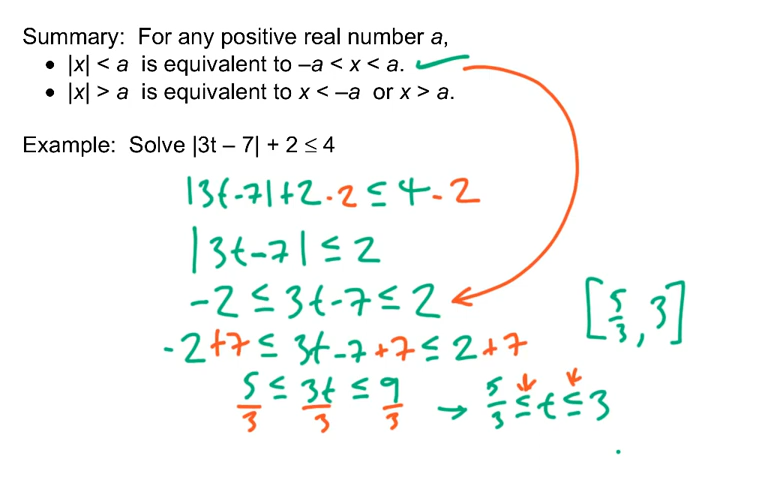 Summary: For any positive real number a,
• |x| < a is equivalent to –a < x < a.
• |x| > a is equivalent to x < –a or x > a.
Example: Solve |3t – 7| + 2 ≤ 4
|3t-7|+2-2 ≤ 4-2
|3t-7| ≤ 2
-2 ≤ 3t-7 ≤ 2
[5/3, 3]
-2+7 ≤ 3t-7+7 ≤ 2+7
5/3 ≤ 3t/3 ≤ 9/3 → 5/3 ≤ t ≤ 3